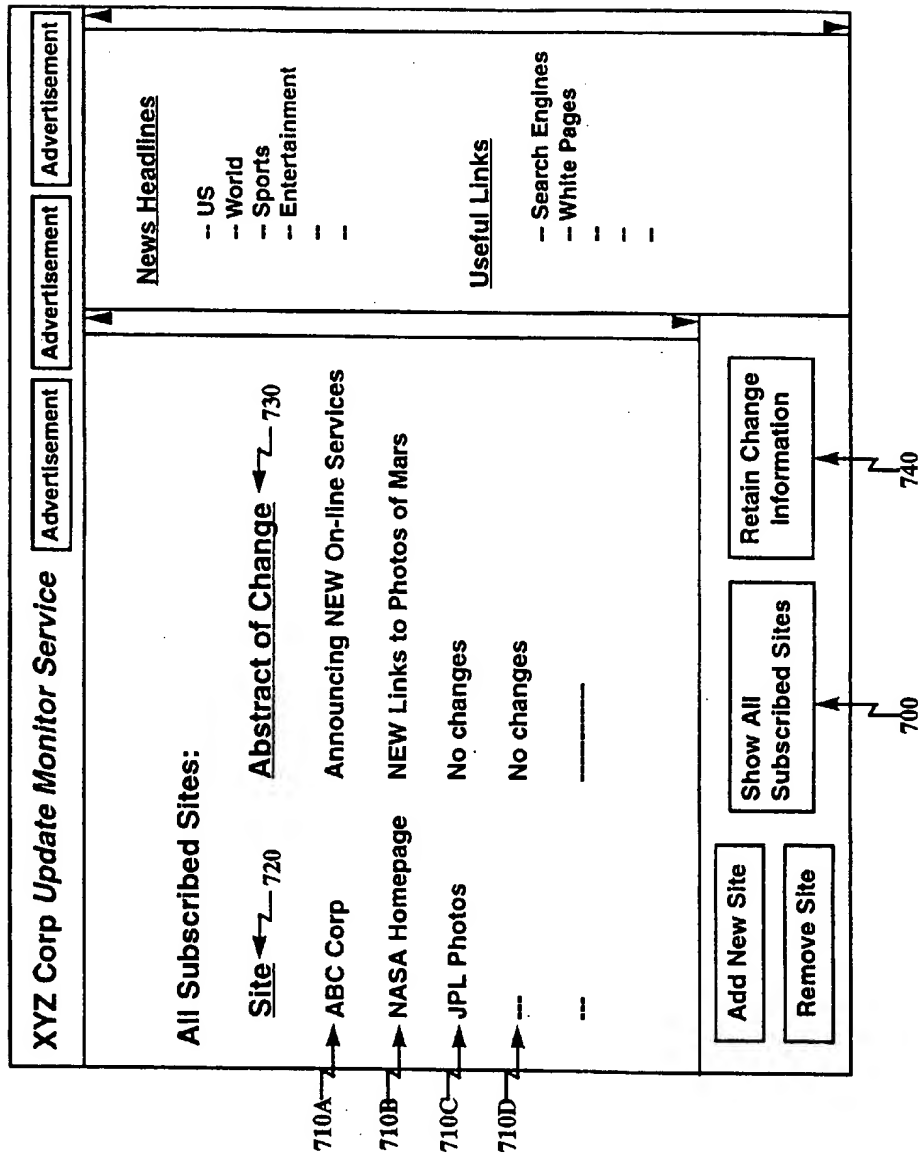 XYZ Corp Update Monitor Service
Advertisement
Advertisement
Advertisement
All Subscribed Sites:
Site
720
Abstract of Change
730
710A
ABC Corp
Announcing NEW On-line Services
710B
NASA Homepage
NEW Links to Photos of Mars
710C
JPL Photos
No changes
710D
---
No changes
---
News Headlines
-- US
-- World
-- Sports
-- Entertainment
--
--
Useful Links
-- Search Engines
-- White Pages
--
--
--
Add New Site
Remove Site
Show All
Subscribed Sites
Retain Change
Information
700
740